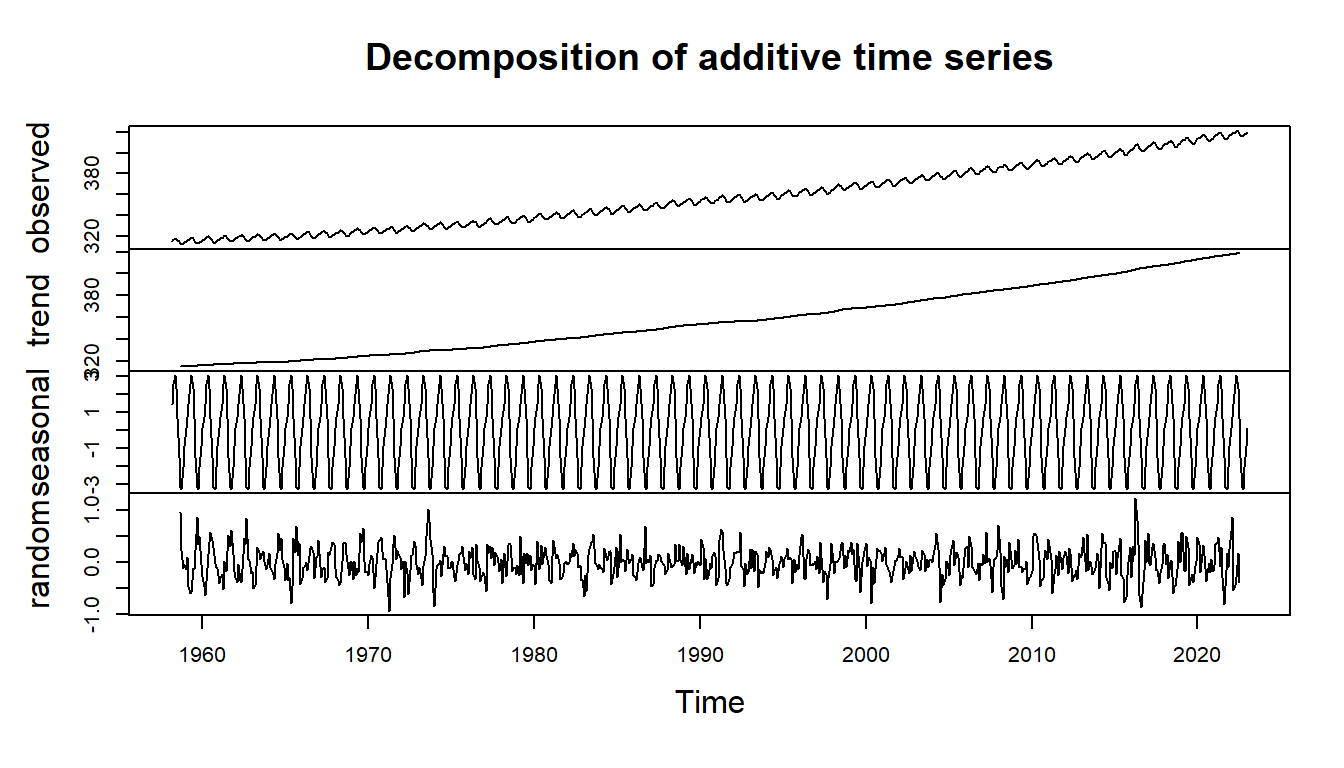 Decomposition of additive time series
observed
380
320
trend
380
320
seasonal
3
1
-1
-3
random
1.0
0.0
-1.0
1960 1970 1980 1990 2000 2010 2020
Time